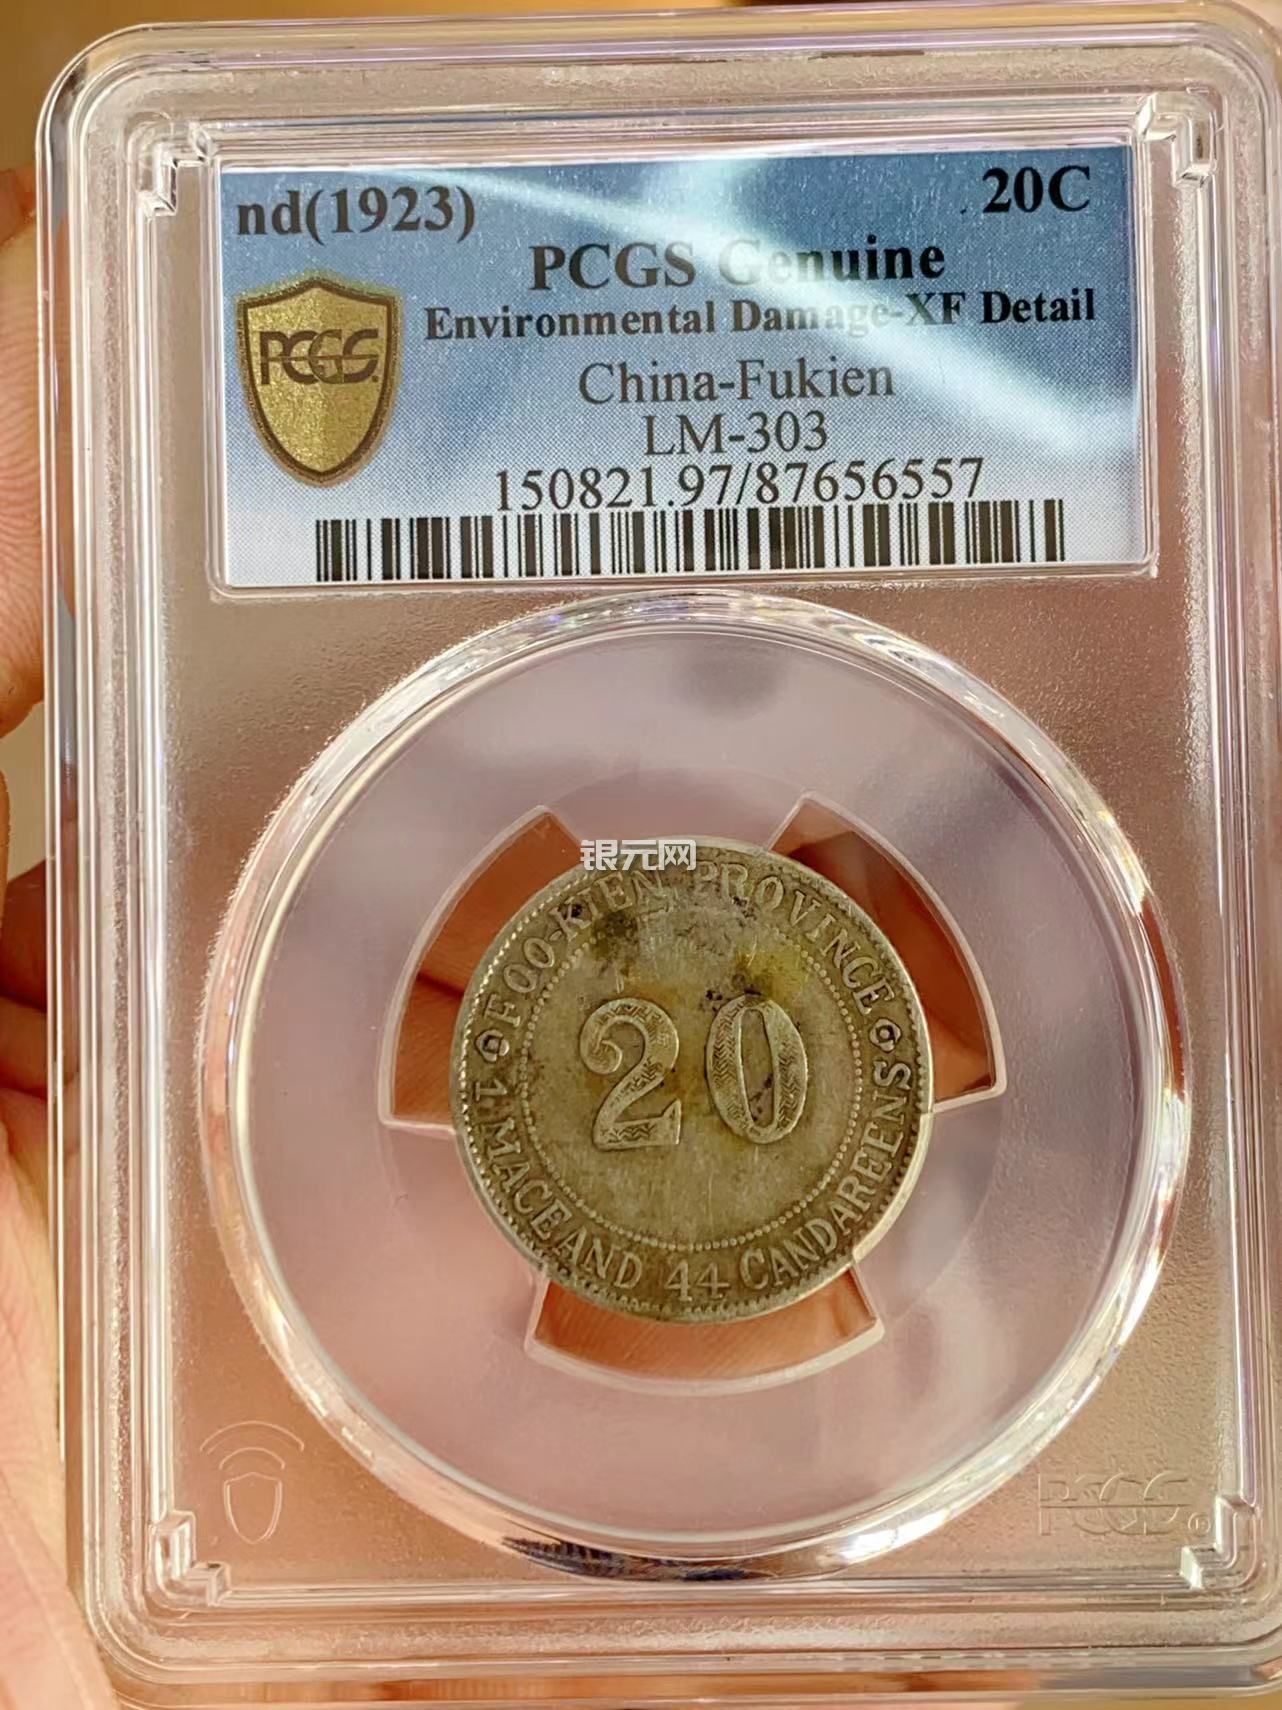 nd(1923) 20C
PCGS Genuine
Environmental Damage-XF Detail
PCGS
China-Fukien
LM-303
150821.97/87656557
银元网
FOO-KIEN PROVINCE
20
1 MACE AND 44 CANDAREENS
PCGS